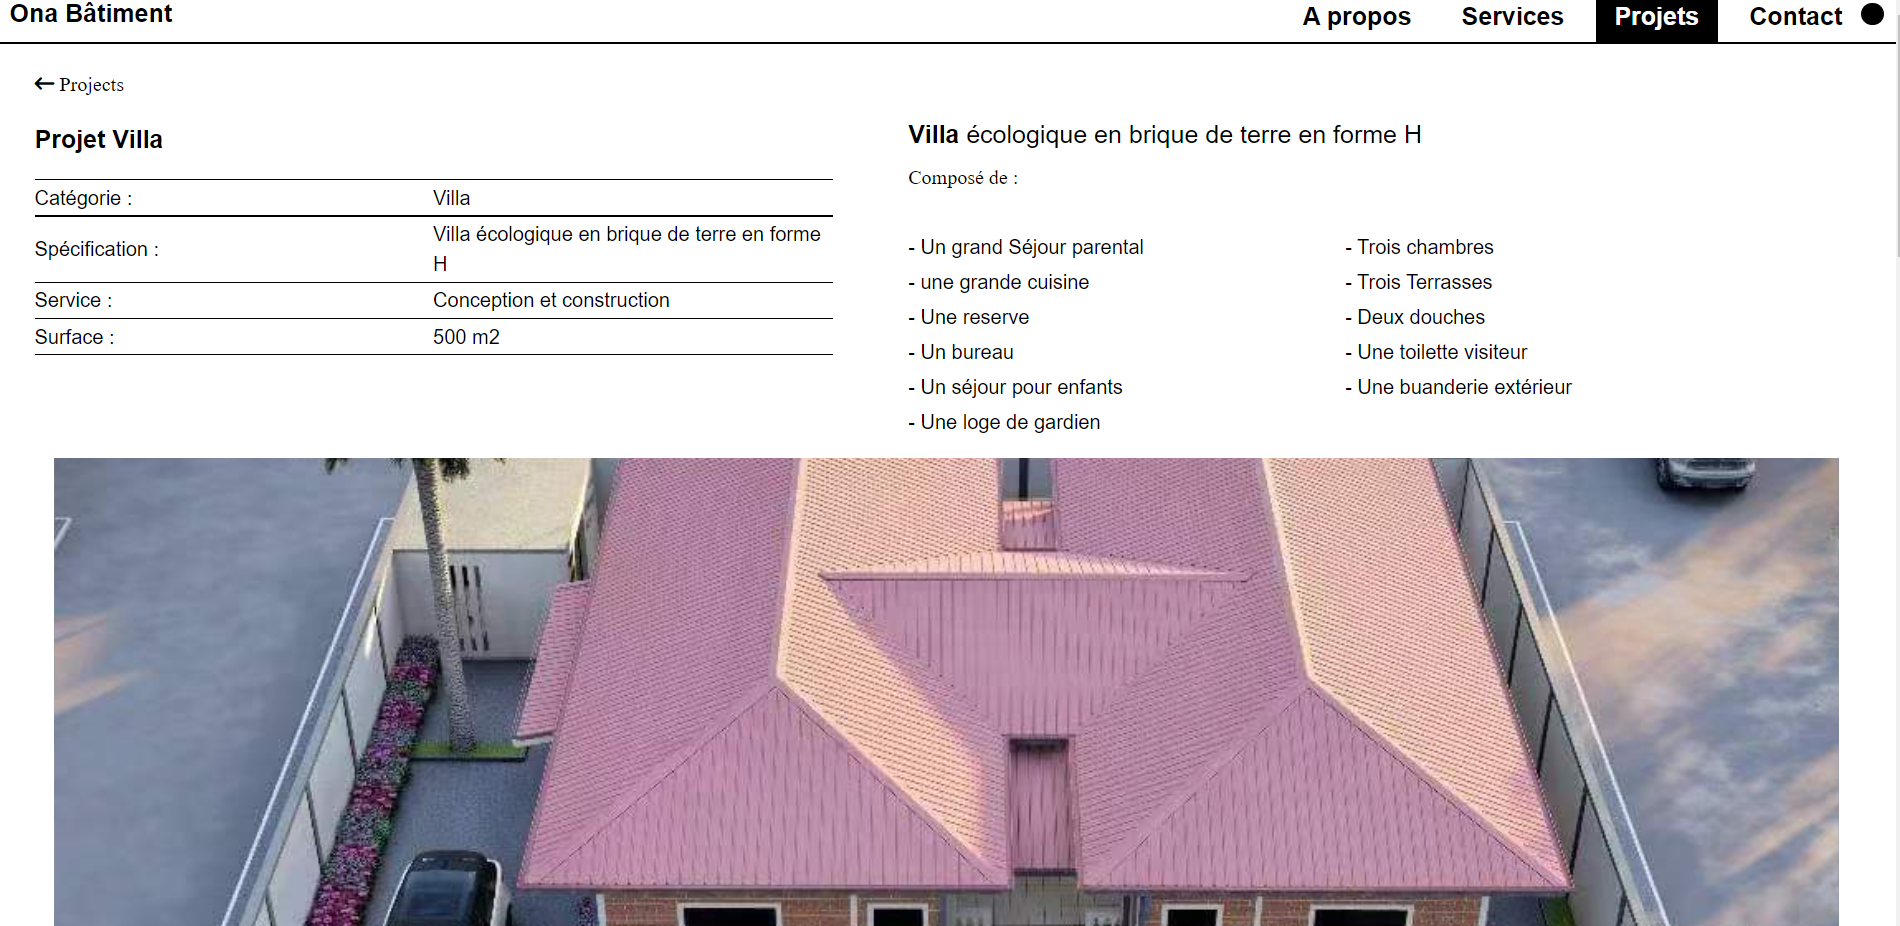 Ona Bâtiment
A propos
Services
Projets
Contact
Projects
Projet Villa
Catégorie :
Villa
Spécification :
Villa écologique en brique de terre en forme
H
Service :
Conception et construction
Surface :
500 m2
Villa écologique en brique de terre en forme H
Composé de :
- Un grand Séjour parental
- une grande cuisine
- Une reserve
- Un bureau
- Un séjour pour enfants
- Une loge de gardien
- Trois chambres
- Trois Terrasses
- Deux douches
- Une toilette visiteur
- Une buanderie extérieur